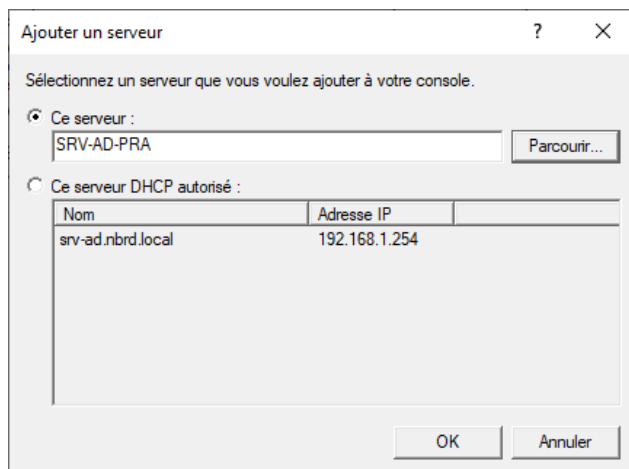 Ajouter un serveur
?
Sélectionnez un serveur que vous voulez ajouter à votre console.
Ce serveur :
SRV-AD-PRA
Parcourir...
Ce serveur DHCP autorisé :
Nom Adresse IP
srv-ad.nbrd.local 192.168.1.254
OK Annuler